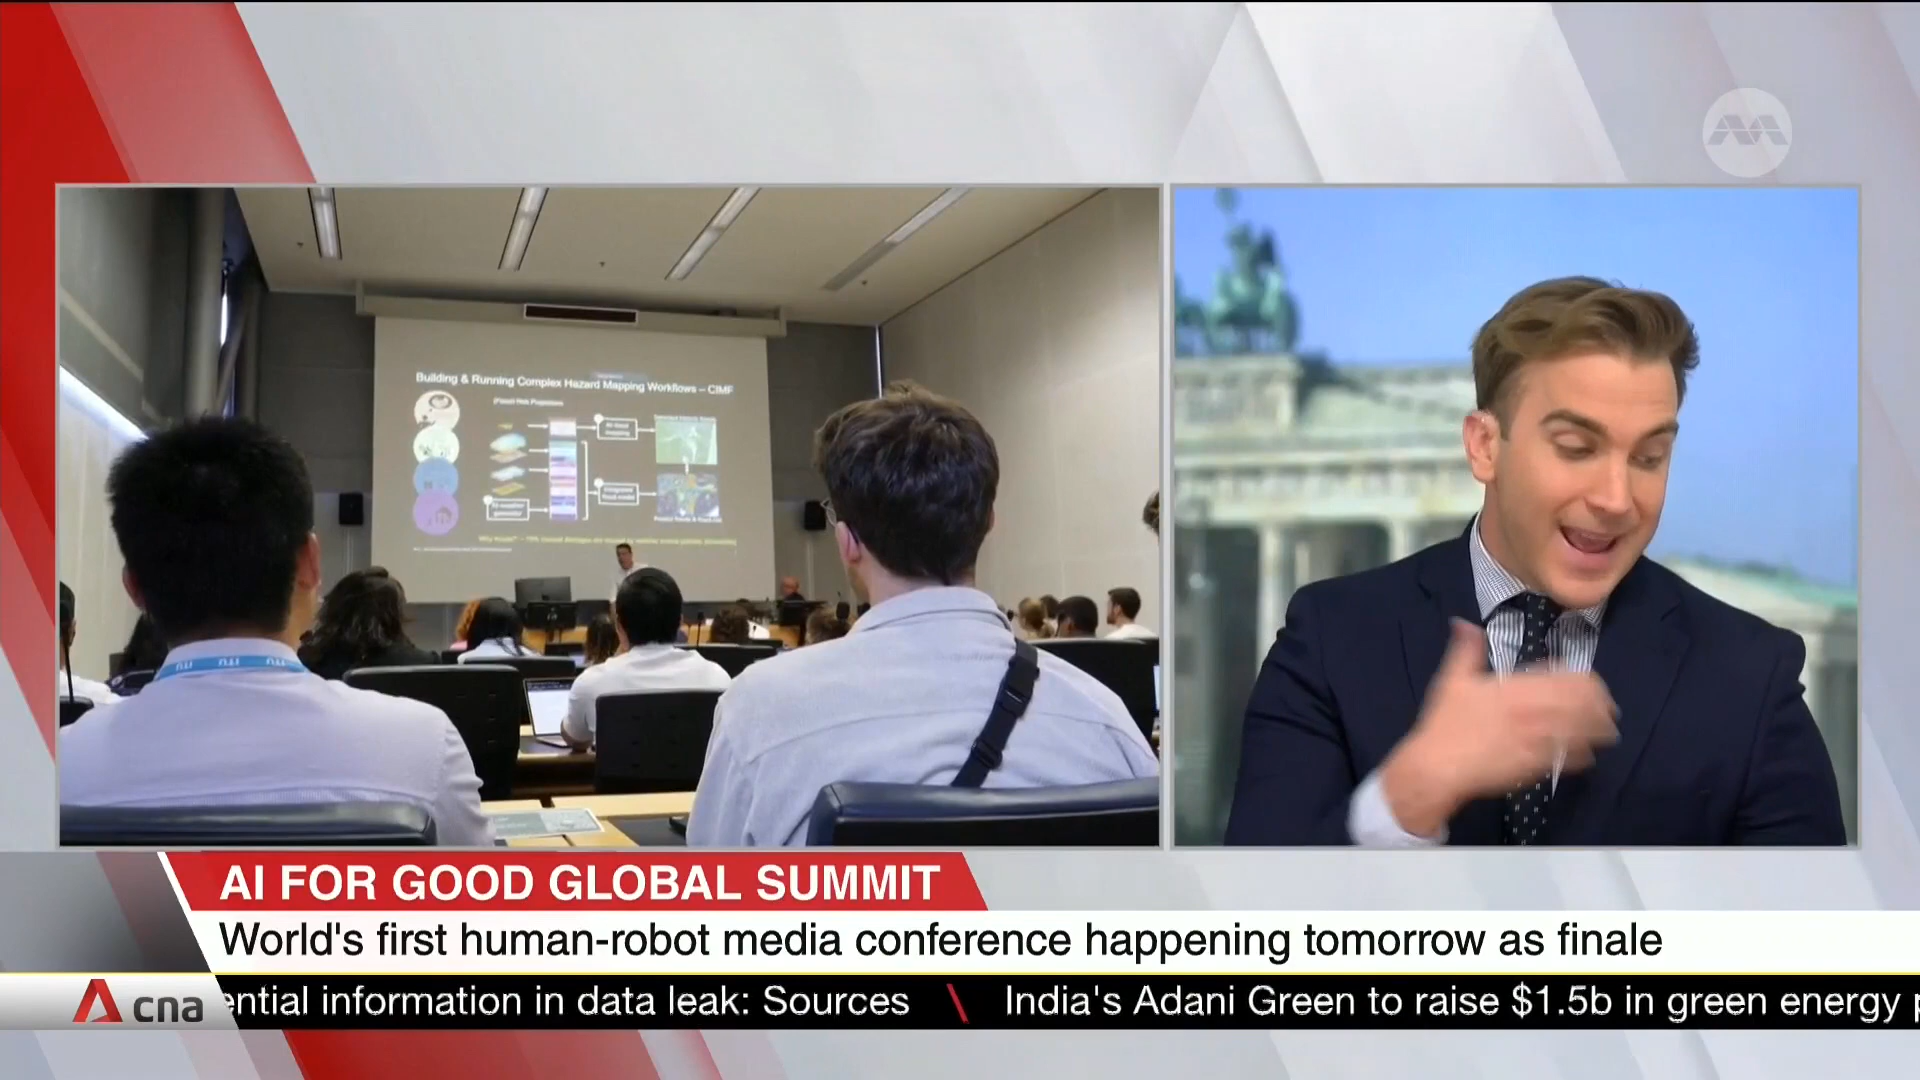 Building & Running Complex Hazard Mapping Workflows – CIMF
AI FOR GOOD GLOBAL SUMMIT
World's first human-robot media conference happening tomorrow as finale
cna
ential information in data leak: Sources \ India's Adani Green to raise $1.5b in green energy p